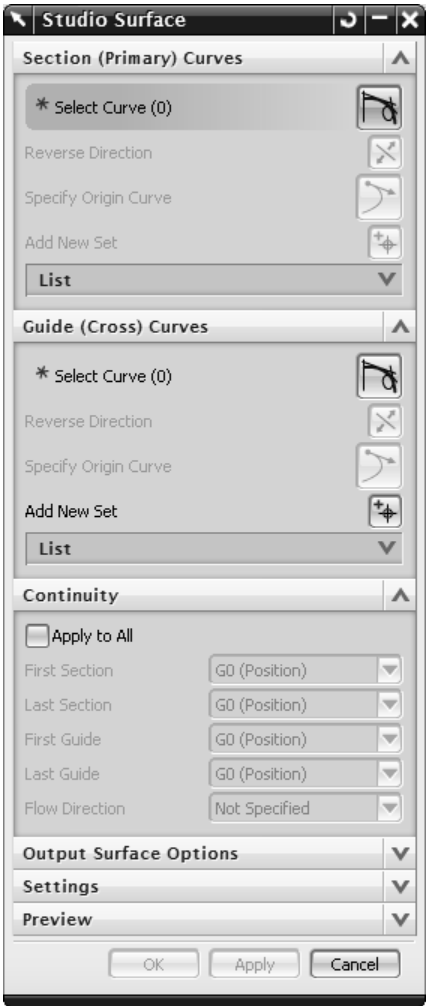 Studio Surface
Section (Primary) Curves
* Select Curve (0)
Reverse Direction
Specify Origin Curve
Add New Set
List
Guide (Cross) Curves
* Select Curve (0)
Reverse Direction
Specify Origin Curve
Add New Set
List
Continuity
Apply to All
First Section G0 (Position)
Last Section G0 (Position)
First Guide G0 (Position)
Last Guide G0 (Position)
Flow Direction Not Specified
Output Surface Options
Settings
Preview
OK Apply Cancel